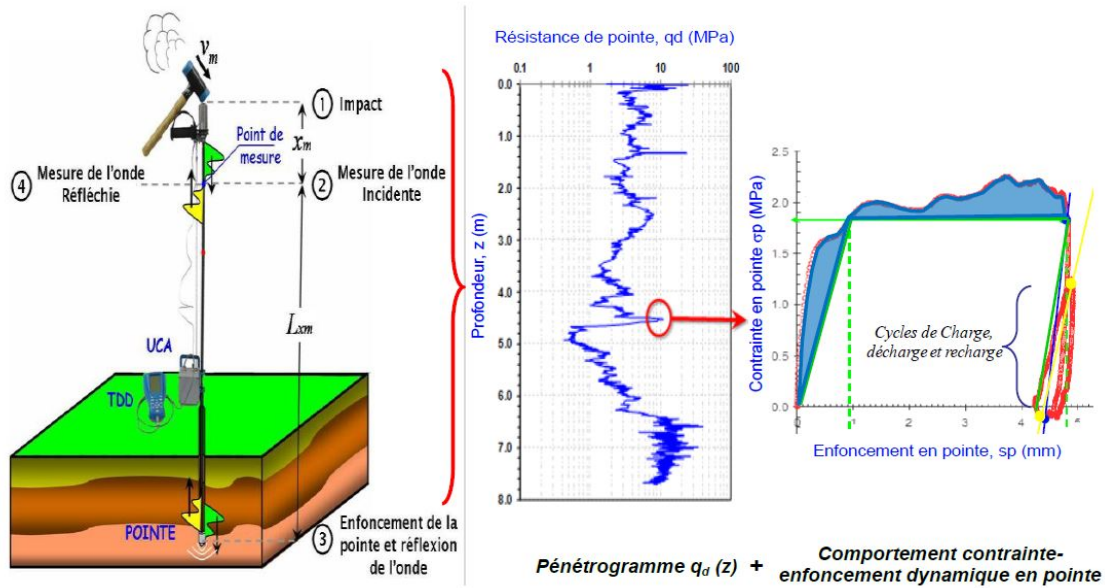 vm
① Impact
xm
Point de
mesure
④ Mesure de l'onde
Réfléchie
② Mesure de l'onde
Incidente
Lxm
UCA
TDD
POINTE
③ Enfoncement de la
pointe et réflexion
de l'onde
Résistance de pointe, qd (MPa)
0.1 1 10 100
Profondeur, z (m)
0.0
1.0
2.0
3.0
4.0
5.0
6.0
7.0
8.0
Contrainte en pointe σp (MPa)
2.5
2.0
1.5
1.0
0.5
0.0
Cycles de Charge,
décharge et recharge
0 1 2 3 4
Enfoncement en pointe, sp (mm)
Pénétrogramme qd (z) + Comportement contrainte-
enfoncement dynamique en pointe